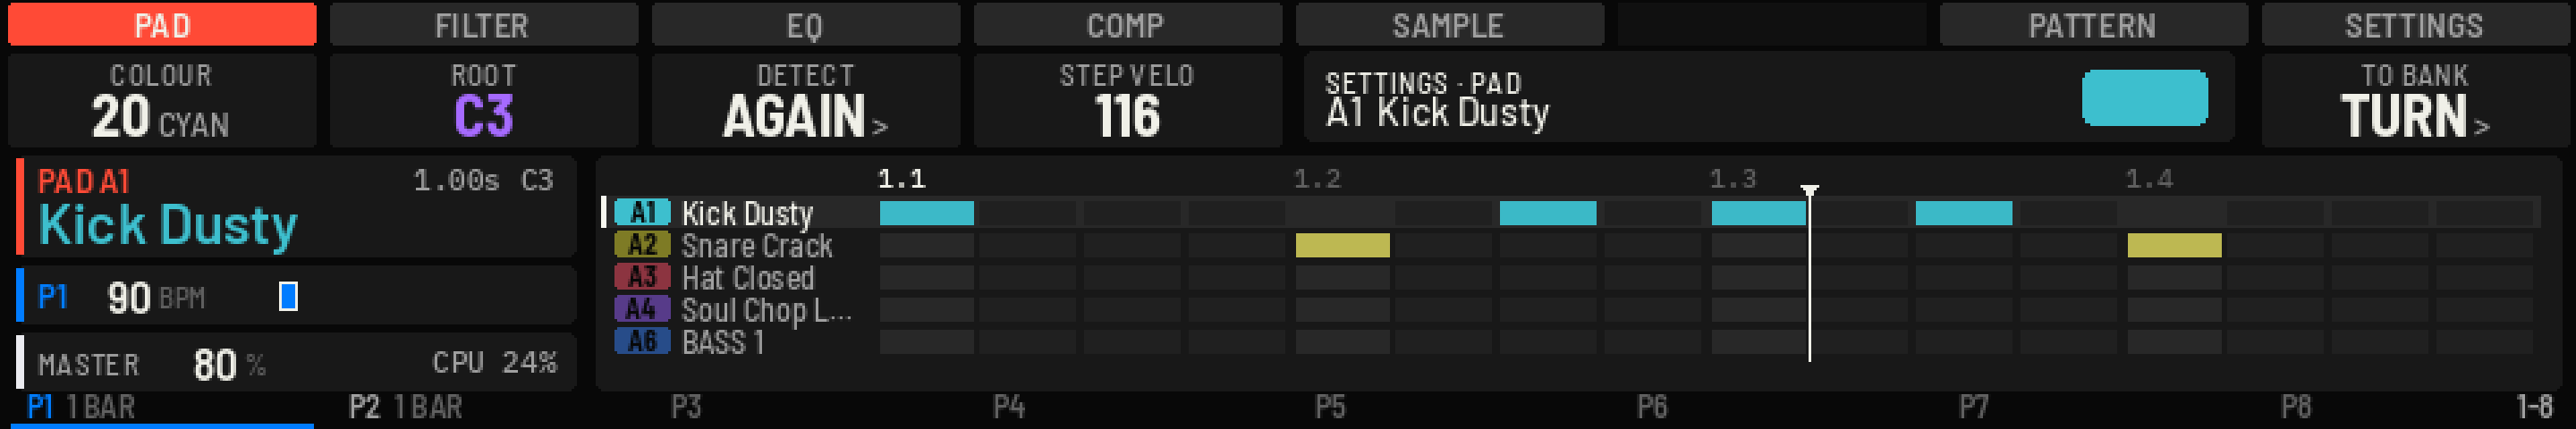 PAD FILTER EQ COMP SAMPLE PATTERN SETTINGS
COLOUR
20 CYAN
ROOT
C3
DETECT
AGAIN >
STEP VELO
116
SETTINGS · PAD
A1 Kick Dusty
TO BANK
TURN >
PAD A1 1.00s C3
Kick Dusty
P1 90 BPM
MASTER 80 % CPU 24%
1.1 1.2 1.3 1.4
A1 Kick Dusty
A2 Snare Crack
A3 Hat Closed
A4 Soul Chop L...
A6 BASS 1
P1 1 BAR P2 1 BAR P3 P4 P5 P6 P7 P8 1-8